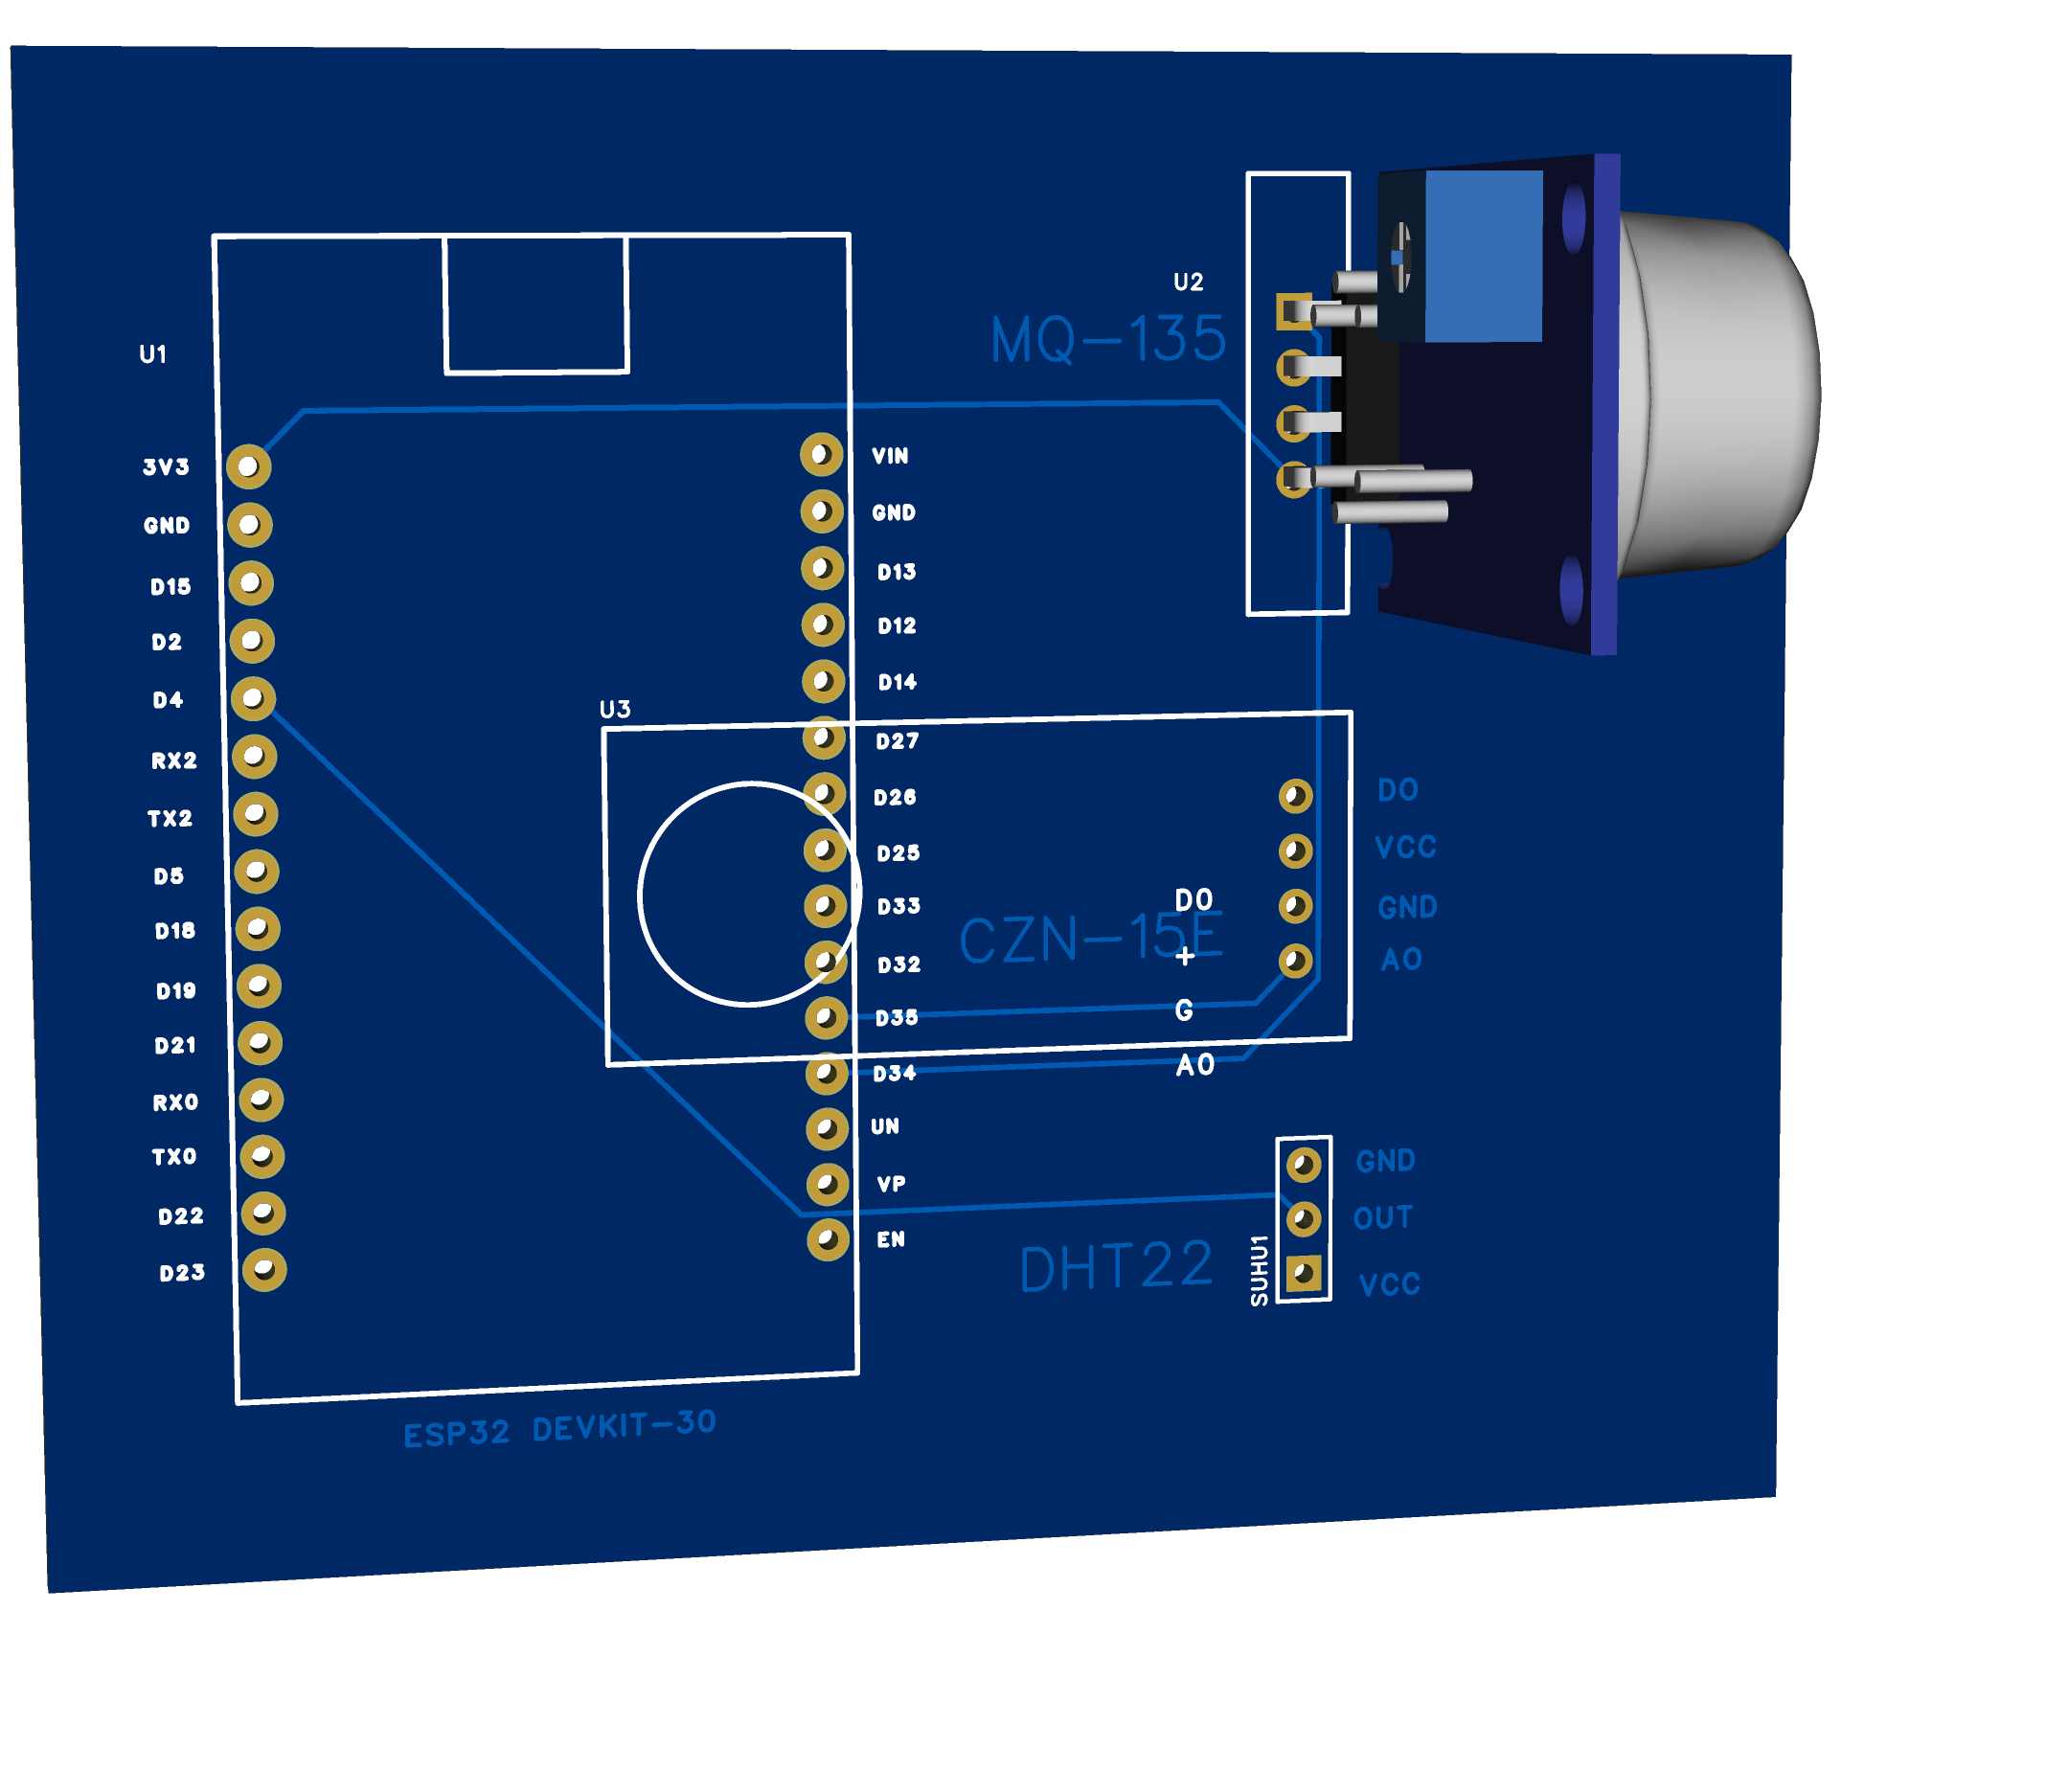 U2
MQ-135
U1
3V3
VIN
GND
GND
D15
D13
D2
D12
D4
D14
U3
RX2
D27
TX2
D26
DO
D5
D25
VCC
D18
D33
DO
GND
CZN-15E
D19
D32
+
AO
D21
D35
G
RX0
D34
AO
TX0
UN
GND
D22
VP
OUT
D23
EN
DHT22
SUHU1
VCC
ESP32 DEVKIT-30